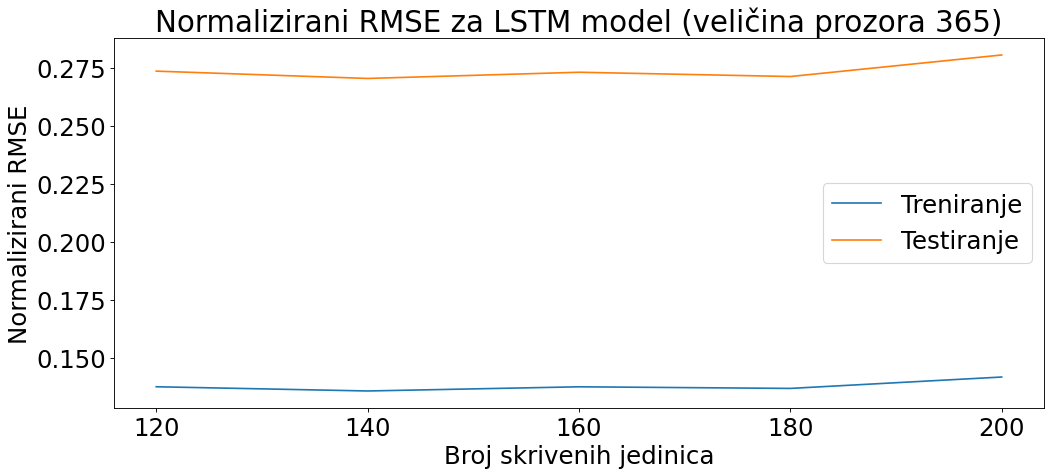 Normalizirani RMSE za LSTM model (veličina prozora 365)
Normalizirani RMSE
0.275
0.250
0.225
0.200
0.175
0.150
Treniranje
Testiranje
120 140 160 180 200
Broj skrivenih jedinica